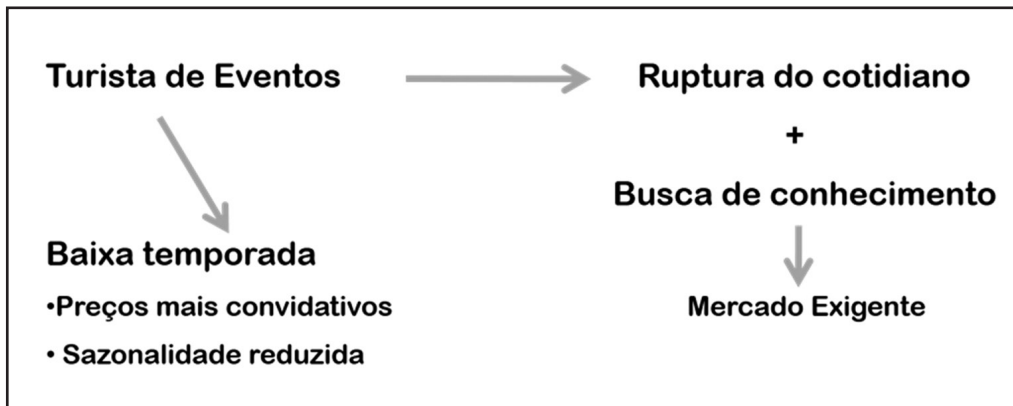 Turista de Eventos
Ruptura do cotidiano
+
Busca de conhecimento
Mercado Exigente
Baixa temporada
•Preços mais convidativos
• Sazonalidade reduzida